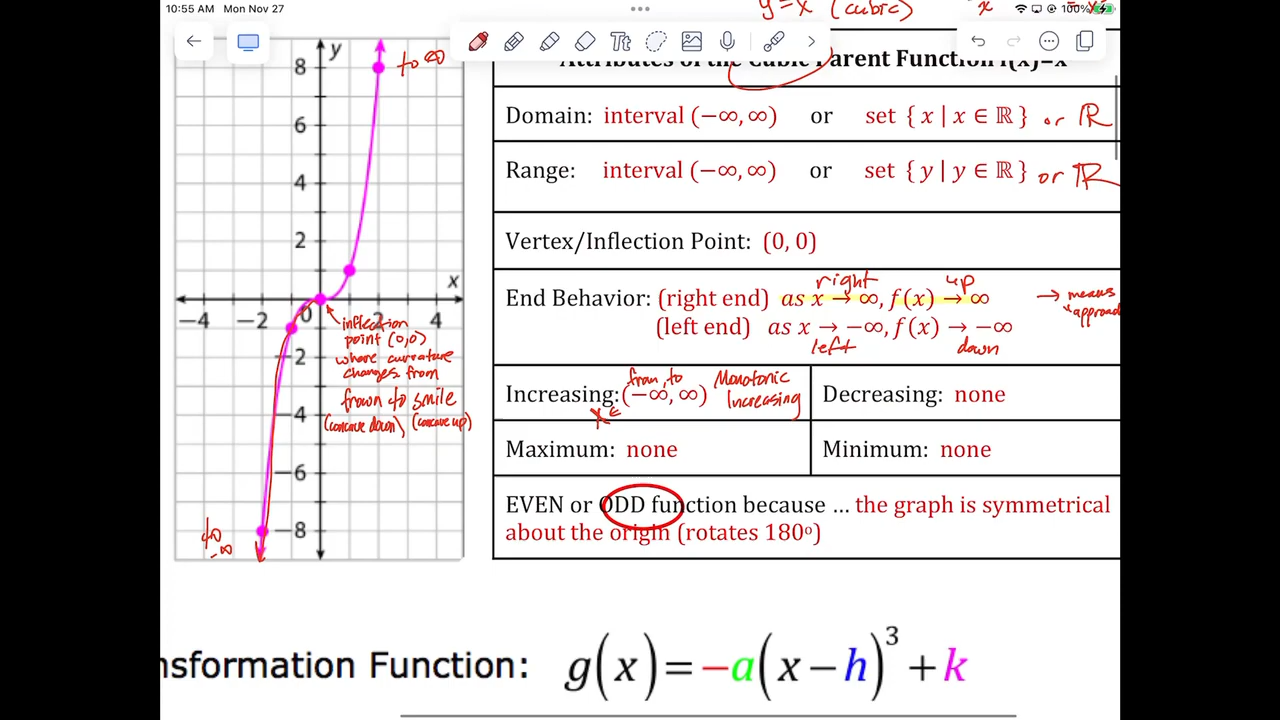 10:55 AM Mon Nov 27
100%
y = x (cubic)
x
Attributes of the Cubic Parent Function f(x)=x
Domain: interval (−∞, ∞) or set { x | x ∈ ℝ } or ℝ
Range: interval (−∞, ∞) or set { y | y ∈ ℝ } or ℝ
Vertex/Inflection Point: (0, 0)
right up
End Behavior: (right end) as x → ∞, f(x) → ∞ → means
(left end) as x → −∞, f(x) → −∞
left down
from, to Monotonic
Increasing: (−∞, ∞) Increasing
x ∈
Decreasing: none
Maximum: none
Minimum: none
EVEN or ODD function because … the graph is symmetrical
about the origin (rotates 180º)
y
8
to ∞
6
4
2
x
−4 −2 0 4
inflection
point (0,0)
−2 where curvature
changes from
frown to smile
−4
(concave down) (concave up)
−6
−8
to
-∞
nsformation Function: g(x) = −a(x − h)³ + k